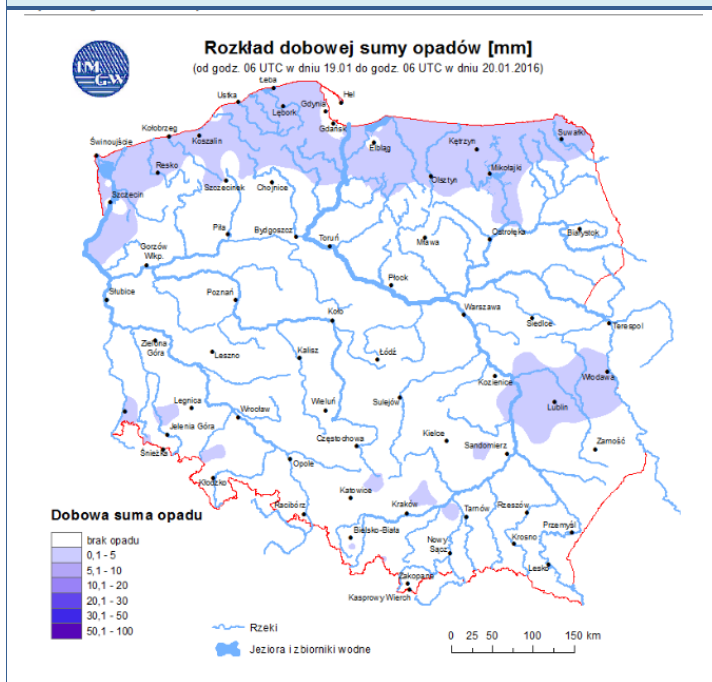 Rozkład dobowej sumy opadów [mm]
(od godz. 06 UTC w dniu 19.01 do godz. 06 UTC w dniu 20.01.2016)
IM
GW
Łeba
Ustka
Hel
Gdynia
Lębork
Kołobrzeg
Koszalin
Gdańsk
Świnoujście
Elbląg
Kętrzyn
Suwałki
Resko
Szczecinek
Chojnice
Olsztyn
Mikołajki
Szczecin
Piła
Bydgoszcz
Toruń
Mława
Ostrołęka
Białystok
Gorzów
Wlkp.
Płock
Słubice
Poznań
Warszawa
Koło
Siedlce
Terespol
Zielona
Góra
Leszno
Kalisz
Łódź
Kozienice
Włodawa
Legnica
Wrocław
Wieluń
Sulejów
Lublin
Jelenia Góra
Częstochowa
Kielce
Sandomierz
Zamość
Śnieżka
Opole
Kłodzko
Katowice
Kraków
Racibórz
Tarnów
Rzeszów
Bielsko-Biała
Nowy
Sącz
Krosno
Przemyśl
Lesko
Zakopane
Kasprowy Wierch
Dobowa suma opadu
brak opadu
0,1 - 5
5,1 - 10
10,1 - 20
20,1 - 30
30,1 - 50
50,1 - 100
Rzeki
Jeziora i zbiorniki wodne
0 25 50 100 150 km